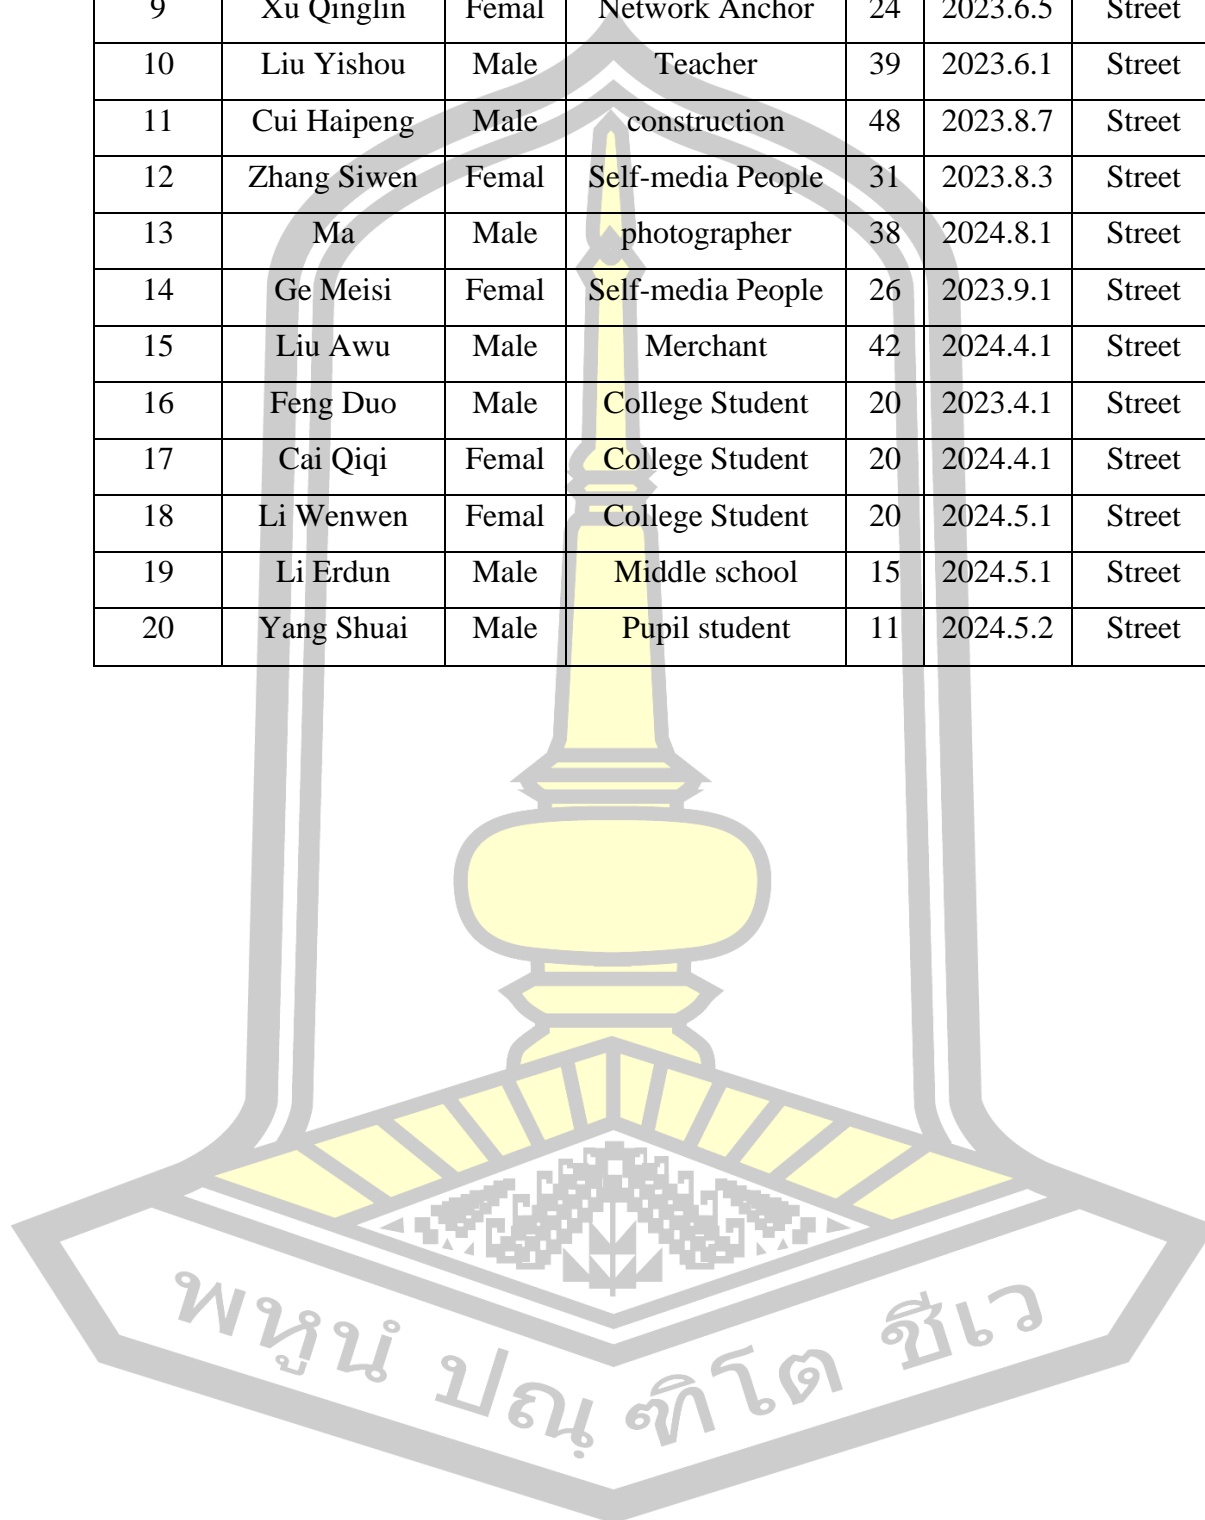 9 Xu Qinglin Femal Network Anchor 24 2023.6.5 Street
10 Liu Yishou Male Teacher 39 2023.6.1 Street
11 Cui Haipeng Male construction 48 2023.8.7 Street
12 Zhang Siwen Femal Self-media People 31 2023.8.3 Street
13 Ma Male photographer 38 2024.8.1 Street
14 Ge Meisi Femal Self-media People 26 2023.9.1 Street
15 Liu Awu Male Merchant 42 2024.4.1 Street
16 Feng Duo Male College Student 20 2023.4.1 Street
17 Cai Qiqi Femal College Student 20 2024.4.1 Street
18 Li Wenwen Femal College Student 20 2024.5.1 Street
19 Li Erdun Male Middle school 15 2024.5.1 Street
20 Yang Shuai Male Pupil student 11 2024.5.2 Street
พหูนํ ปณฺ ฑิโต ชีเว